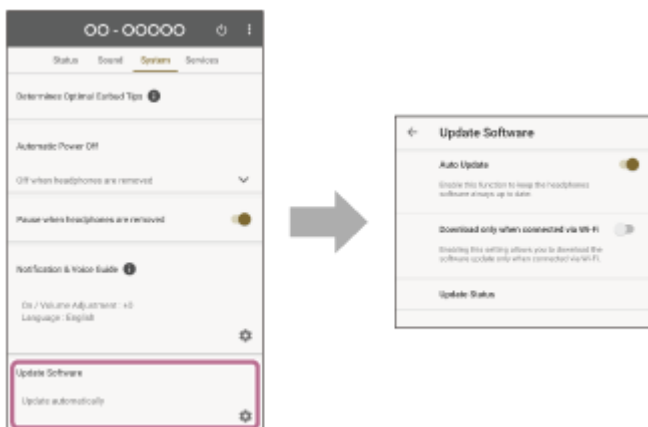 OO-OOOOO
Status Sound System Services
Determines Optimal Earbud Tips
Automatic Power Off
Off when headphones are removed
Pause when headphones are removed
Notification & Voice Guide
On / Volume Adjustment : +0
Language : English
Update Software
Update automatically
Update Software
Auto Update
Enable this function to keep the headphones
software always up to date.
Download only when connected via Wi-Fi
Enabling this setting allows you to download the
software update only when connected via Wi-Fi.
Update Status